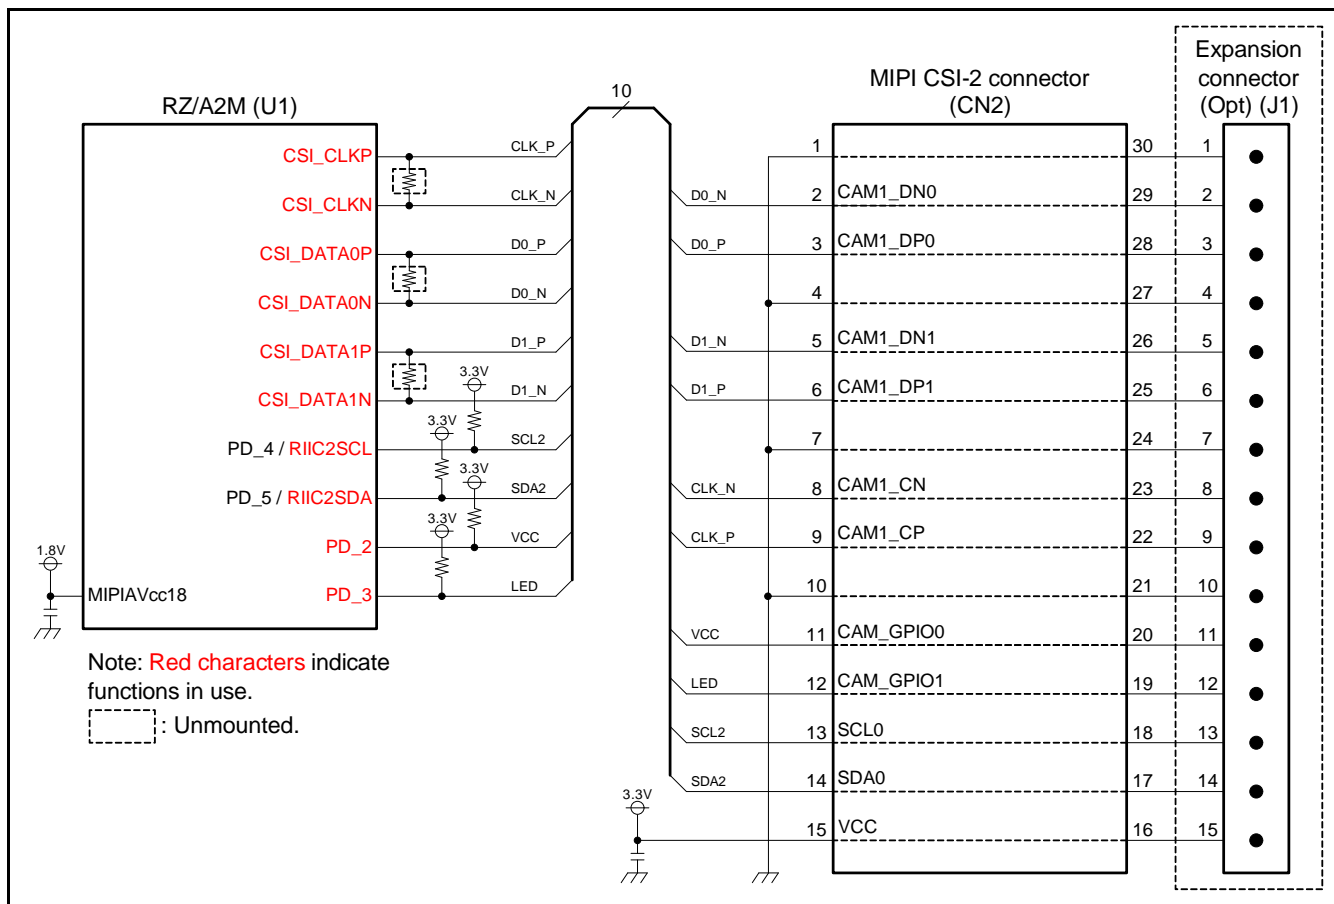 RZ/A2M (U1)
CSI_CLKP
CSI_CLKN
CSI_DATA0P
CSI_DATA0N
CSI_DATA1P
CSI_DATA1N
PD_4 / RIIC2SCL
PD_5 / RIIC2SDA
PD_2
PD_3
1.8V
MIPIAVcc18
3.3V
3.3V
3.3V
3.3V
CLK_P
CLK_N
D0_P
D0_N
D1_P
D1_N
SCL2
SDA2
VCC
LED
10
Note: Red characters indicate
functions in use.
: Unmounted.
MIPI CSI-2 connector
(CN2)
Expansion
connector
(Opt) (J1)
1 30 1
D0_N 2 CAM1_DN0 29 2
D0_P 3 CAM1_DP0 28 3
4 27 4
D1_N 5 CAM1_DN1 26 5
D1_P 6 CAM1_DP1 25 6
7 24 7
CLK_N 8 CAM1_CN 23 8
CLK_P 9 CAM1_CP 22 9
10 21 10
VCC 11 CAM_GPIO0 20 11
LED 12 CAM_GPIO1 19 12
SCL2 13 SCL0 18 13
SDA2 14 SDA0 17 14
3.3V
15 VCC 16 15